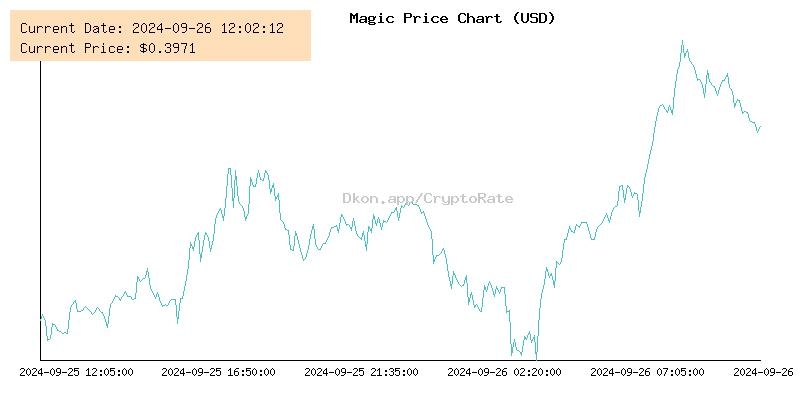 Magic Price Chart (USD)
Current Date: 2024-09-26 12:02:12
Current Price: $0.3971
Dkon.app/CryptoRate
2024-09-25 12:05:00 2024-09-25 16:50:00 2024-09-25 21:35:00 2024-09-26 02:20:00 2024-09-26 07:05:00 2024-09-26